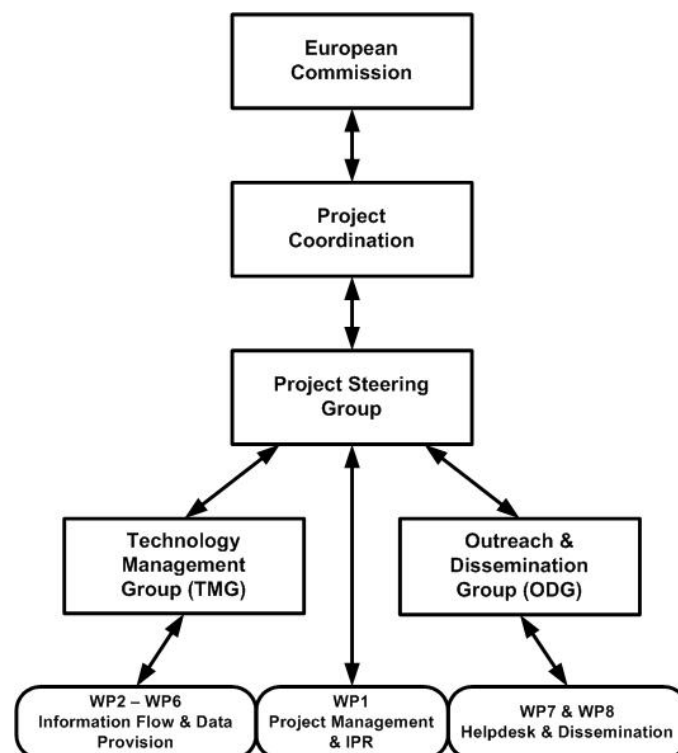 European
Commission
Project
Coordination
Project Steering
Group
Technology
Management
Group (TMG)
Outreach &
Dissemination
Group (ODG)
WP2 – WP6
Information Flow & Data
Provision
WP1
Project Management
& IPR
WP7 & WP8
Helpdesk & Dissemination